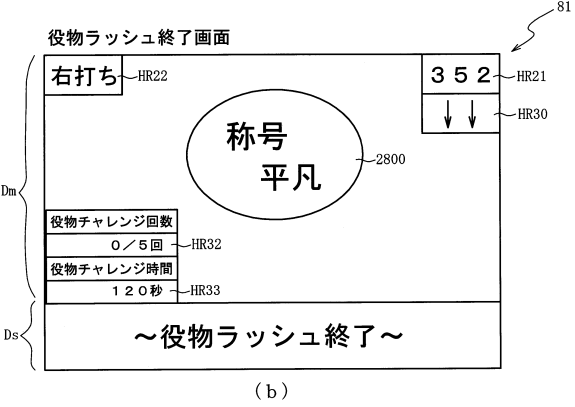 81
役物ラッシュ終了画面
右打ち
HR22
352
HR21
↓↓
HR30
称号
平凡
2800
Dm
役物チャレンジ回数
0/5回
HR32
役物チャレンジ時間
120秒
HR33
Ds
～役物ラッシュ終了～
(b)